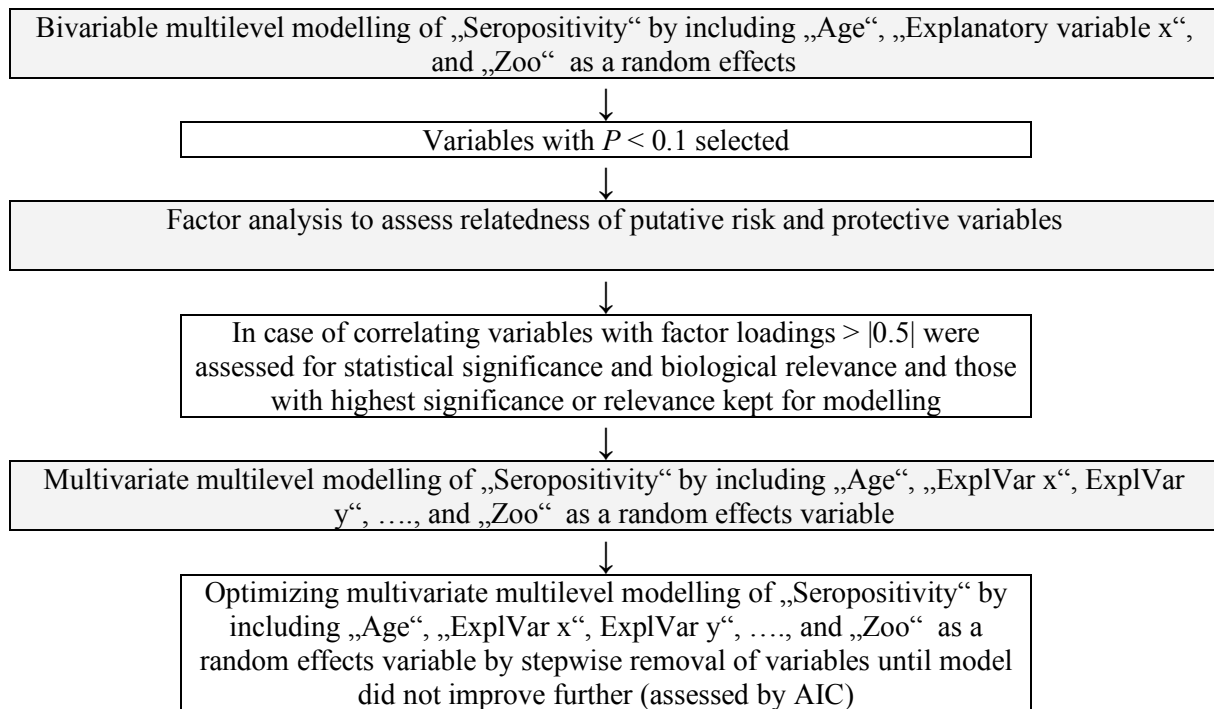 Bivariable multilevel modelling of „Seropositivity“ by including „Age“, „Explanatory variable x“,
and „Zoo“ as a random effects
↓
Variables with P < 0.1 selected
↓
Factor analysis to assess relatedness of putative risk and protective variables
↓
In case of correlating variables with factor loadings > |0.5| were
assessed for statistical significance and biological relevance and those
with highest significance or relevance kept for modelling
↓
Multivariate multilevel modelling of „Seropositivity“ by including „Age“, „ExplVar x“, ExplVar
y“, …., and „Zoo“ as a random effects variable
↓
Optimizing multivariate multilevel modelling of „Seropositivity“ by
including „Age“, „ExplVar x“, ExplVar y“, …., and „Zoo“ as a
random effects variable by stepwise removal of variables until model
did not improve further (assessed by AIC)